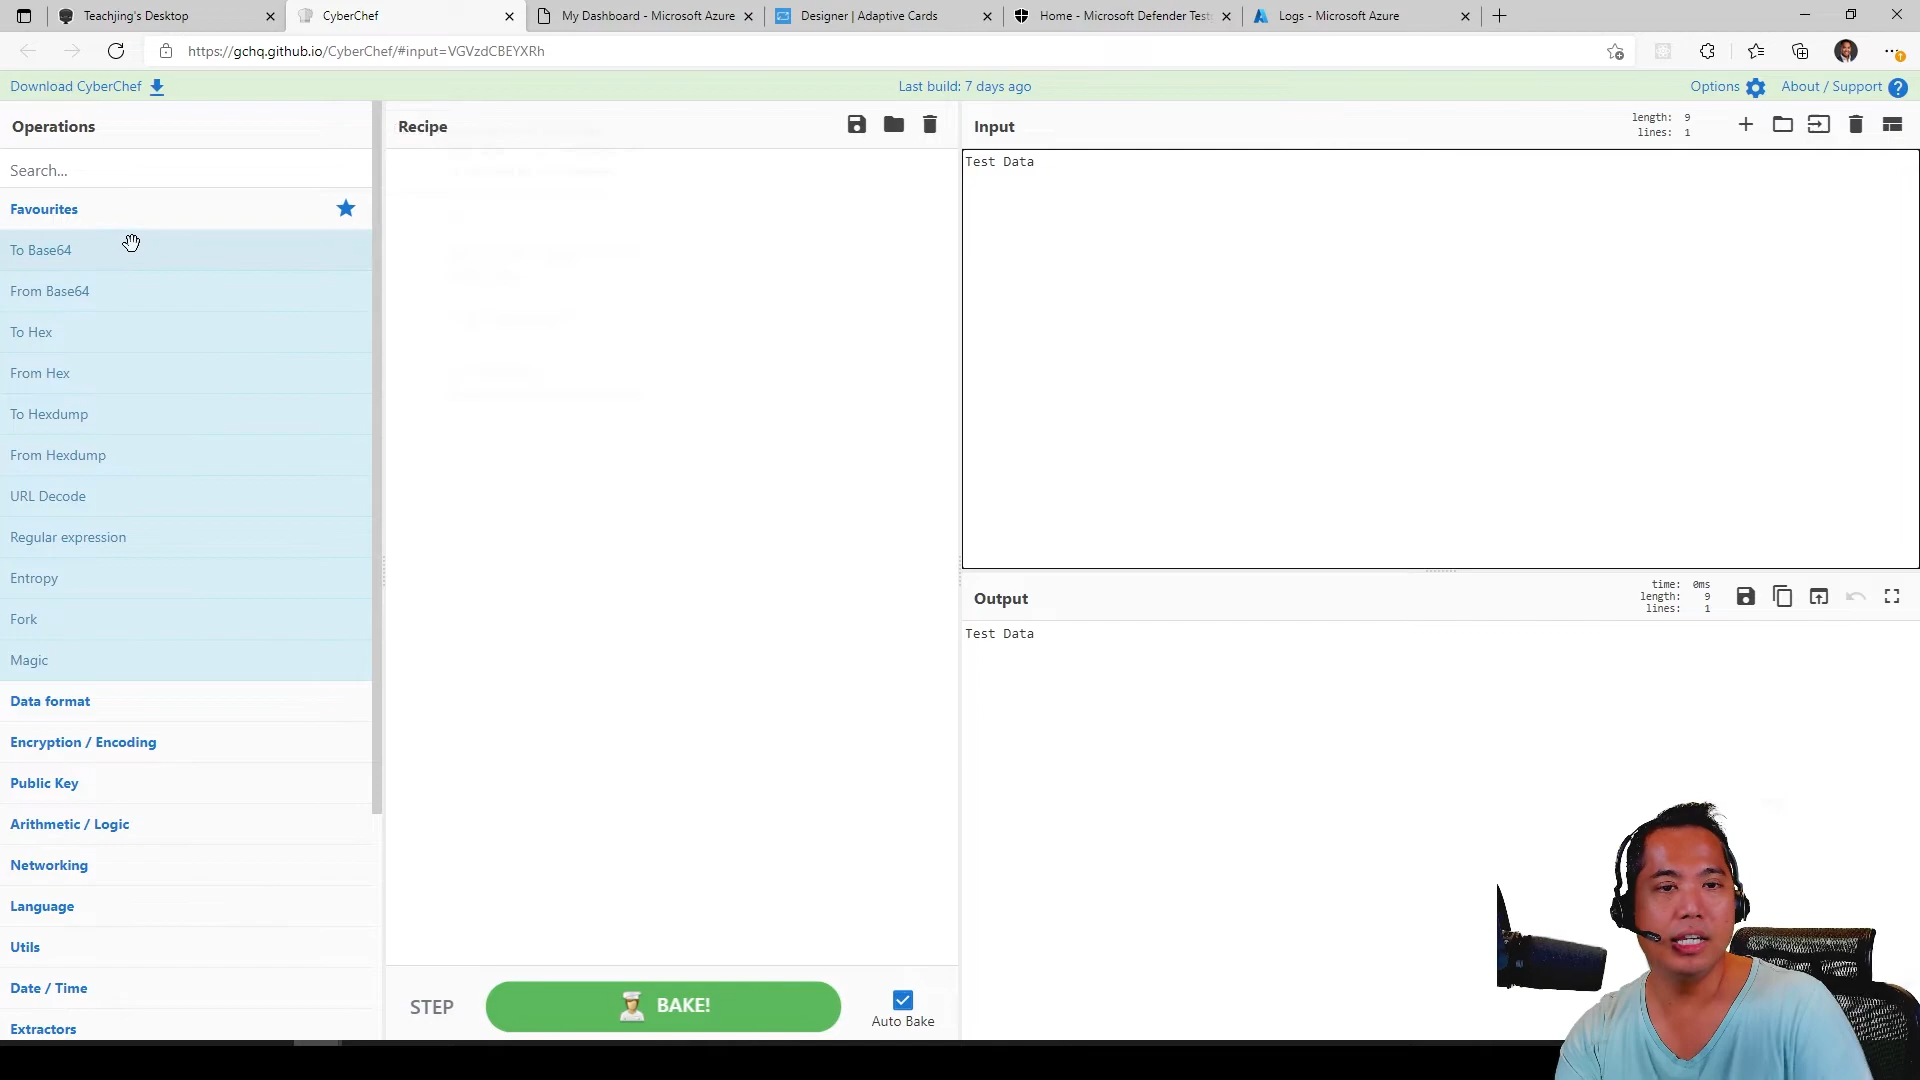 Teachjing's Desktop
CyberChef
My Dashboard - Microsoft Azure
Designer | Adaptive Cards
Home - Microsoft Defender Test
Logs - Microsoft Azure
https://gchq.github.io/CyberChef/#input=VGVzdCBEYXRh
Download CyberChef
Last build: 7 days ago
Options
About / Support
Operations
Recipe
Input
length: 9
lines: 1
Search...
Test Data
Favourites
To Base64
From Base64
To Hex
From Hex
To Hexdump
From Hexdump
URL Decode
Regular expression
Entropy
Fork
Magic
Data format
Encryption / Encoding
Public Key
Arithmetic / Logic
Networking
Language
Utils
Date / Time
Extractors
Output
time: 0ms
length: 9
lines: 1
Test Data
STEP
BAKE!
Auto Bake